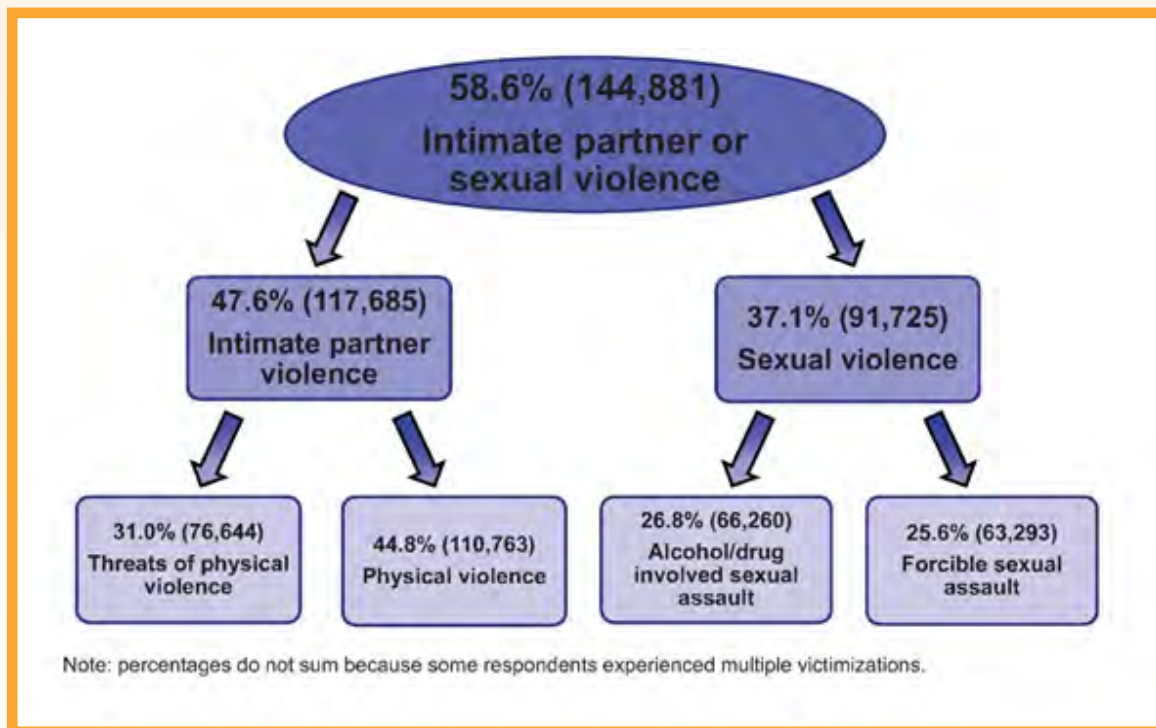 58.6% (144,881)
Intimate partner or
sexual violence
47.6% (117,685)
Intimate partner
violence
37.1% (91,725)
Sexual violence
31.0% (76,644)
Threats of physical
violence
44.8% (110,763)
Physical violence
26.8% (66,260)
Alcohol/drug
involved sexual
assault
25.6% (63,293)
Forcible sexual
assault
Note: percentages do not sum because some respondents experienced multiple victimizations.